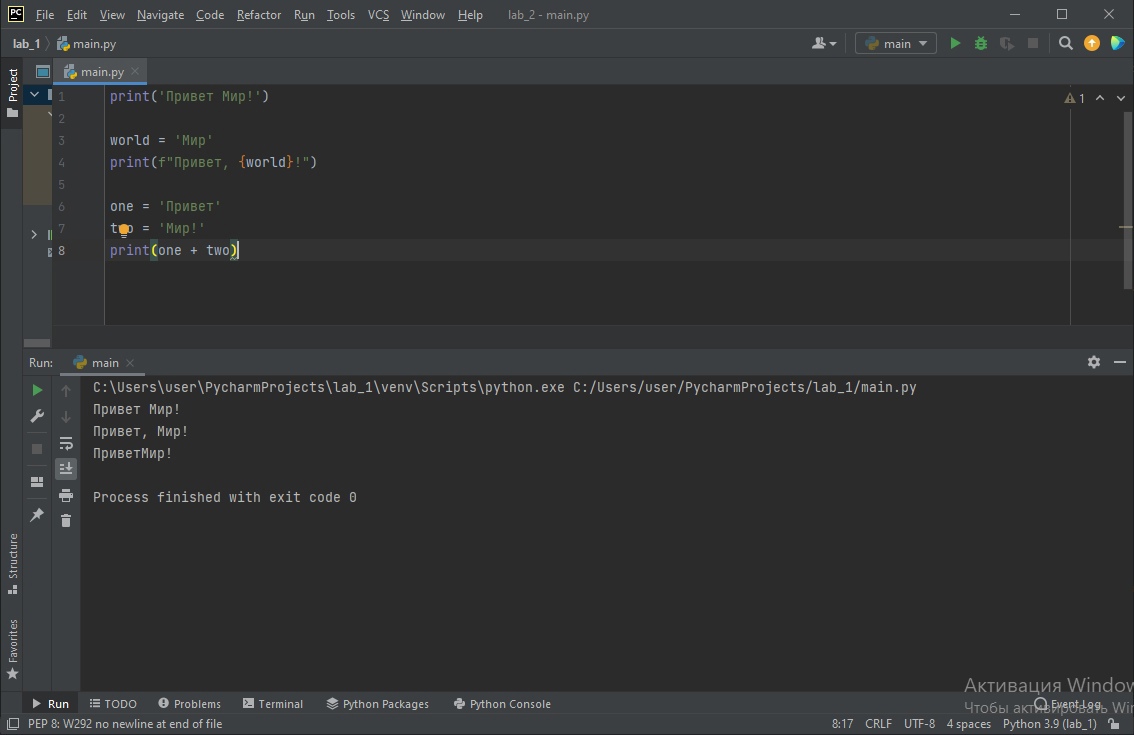 PC File Edit View Navigate Code Refactor Run Tools VCS Window Help lab_2 - main.py
lab_1 main.py main
Project main.py
1 print('Привет Мир!') 1
2
3 world = 'Мир'
4 print(f"Привет, {world}!")
5
6 one = 'Привет'
7 two = 'Мир!'
8 print(one + two)
Run: main
C:\Users\user\PycharmProjects\lab_1\venv\Scripts\python.exe C:/Users/user/PycharmProjects/lab_1/main.py
Привет Мир!
Привет, Мир!
ПриветМир!
Process finished with exit code 0
Structure
Favorites
Активация Window
Чтобы активировать Win
Run TODO Problems Terminal Python Packages Python Console Event Log
PEP 8: W292 no newline at end of file 8:17 CRLF UTF-8 4 spaces Python 3.9 (lab_1)